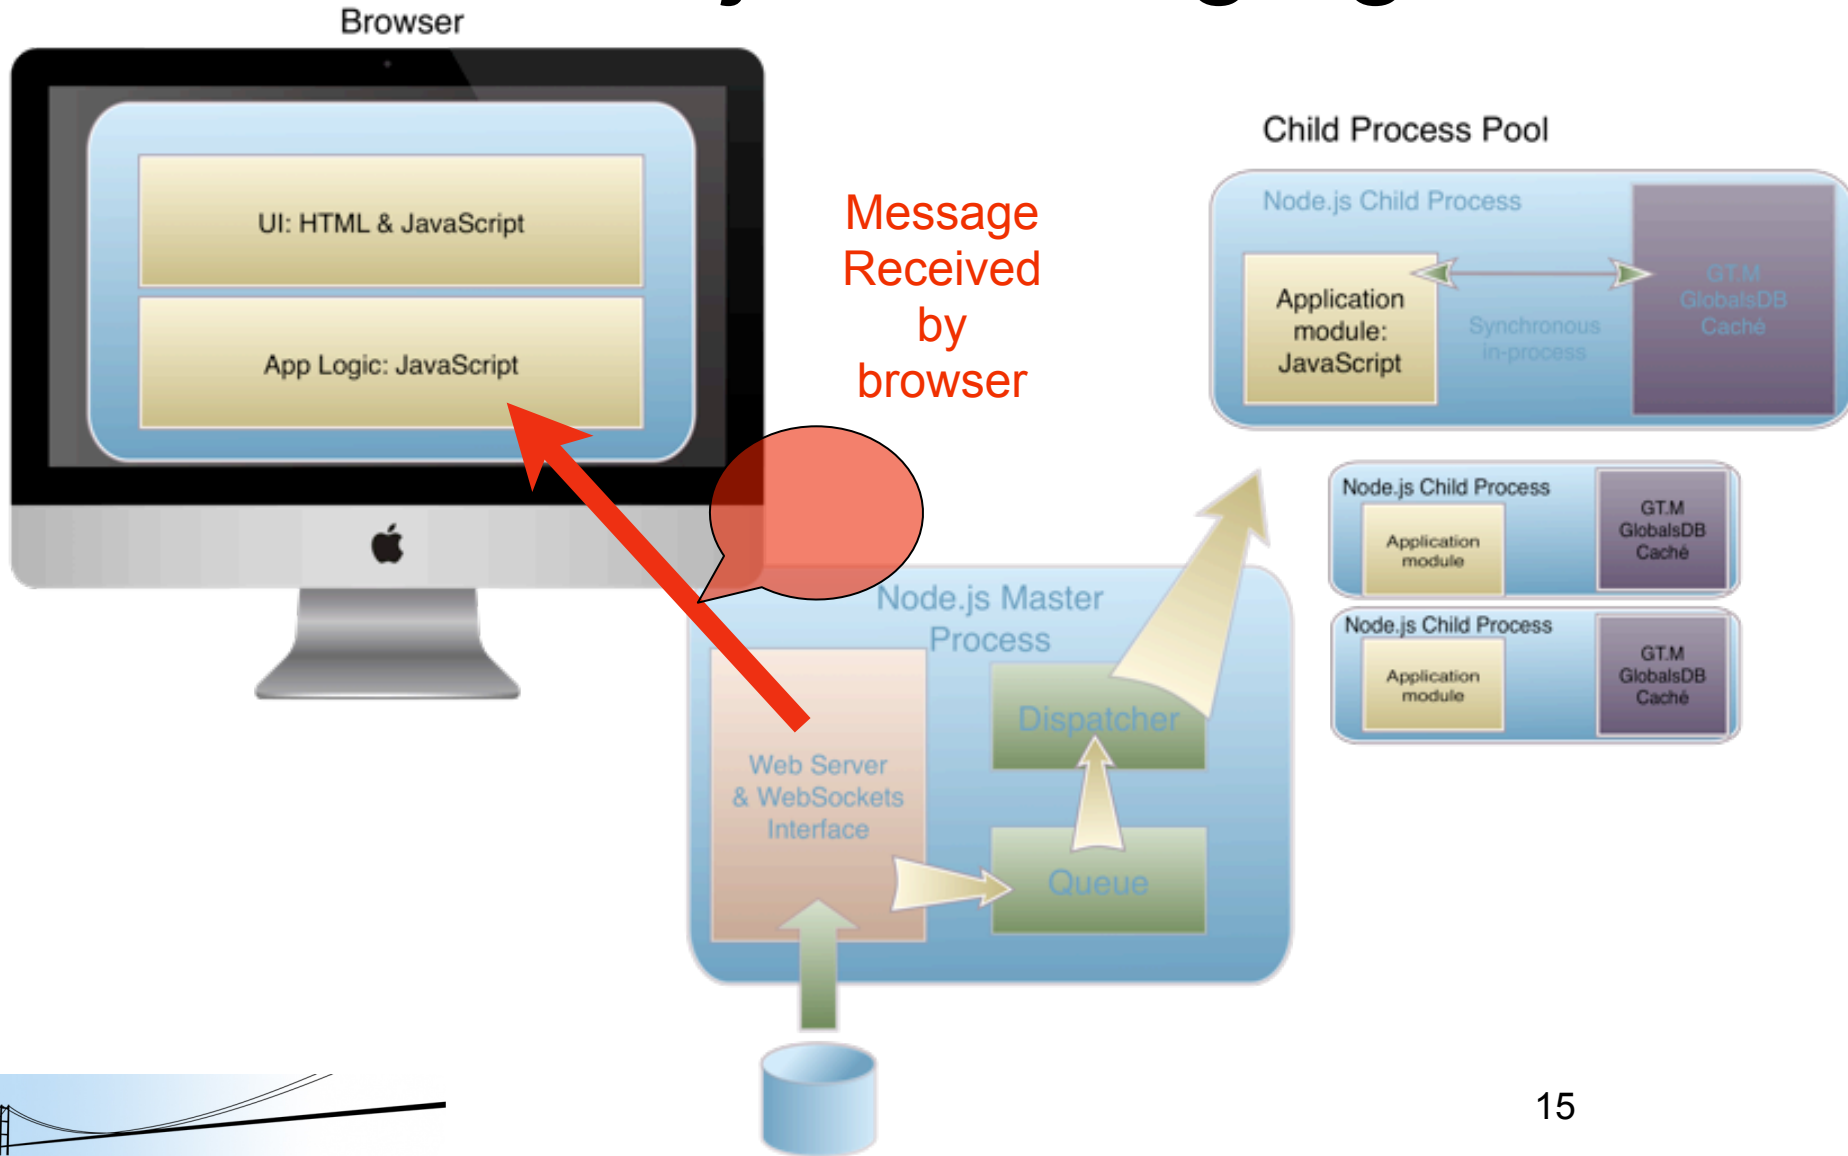 Browser
UI: HTML & JavaScript
App Logic: JavaScript
Message
Received
by
browser
Child Process Pool
Node.js Child Process
Application
module:
JavaScript
Synchronous
in-process
GT.M
GlobalsDB
Caché
Node.js Child Process
Application
module
GT.M
GlobalsDB
Caché
Node.js Child Process
Application
module
GT.M
GlobalsDB
Caché
Node.js Master
Process
Web Server
& WebSockets
Interface
Dispatcher
Queue
15